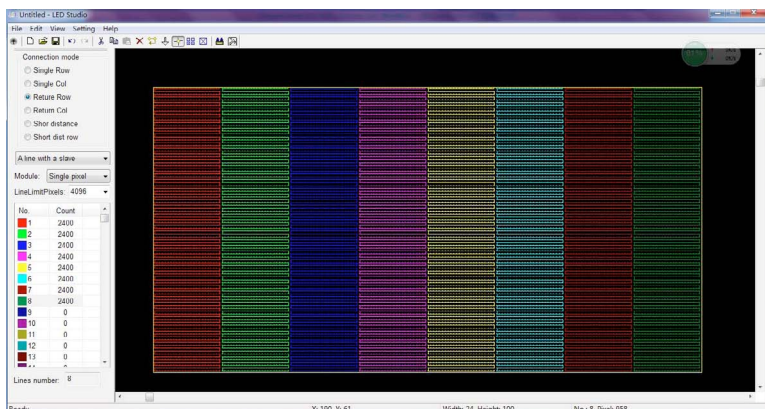 Untitled - LED Studio
File Edit View Setting Help
Connection mode
Single Row
Single Col
Reture Row
Return Col
Shor distance
Short dist row
A line with a slave
Module: Single pixel
LineLimitPixels: 4096
No. Count
1 2400
2 2400
3 2400
4 2400
5 2400
6 2400
7 2400
8 2400
9 0
10 0
11 0
12 0
13 0
Lines number: 8
Ready X: 190, Y: 61 Width: 24, Height: 100 No.: 8, Pixel: 958